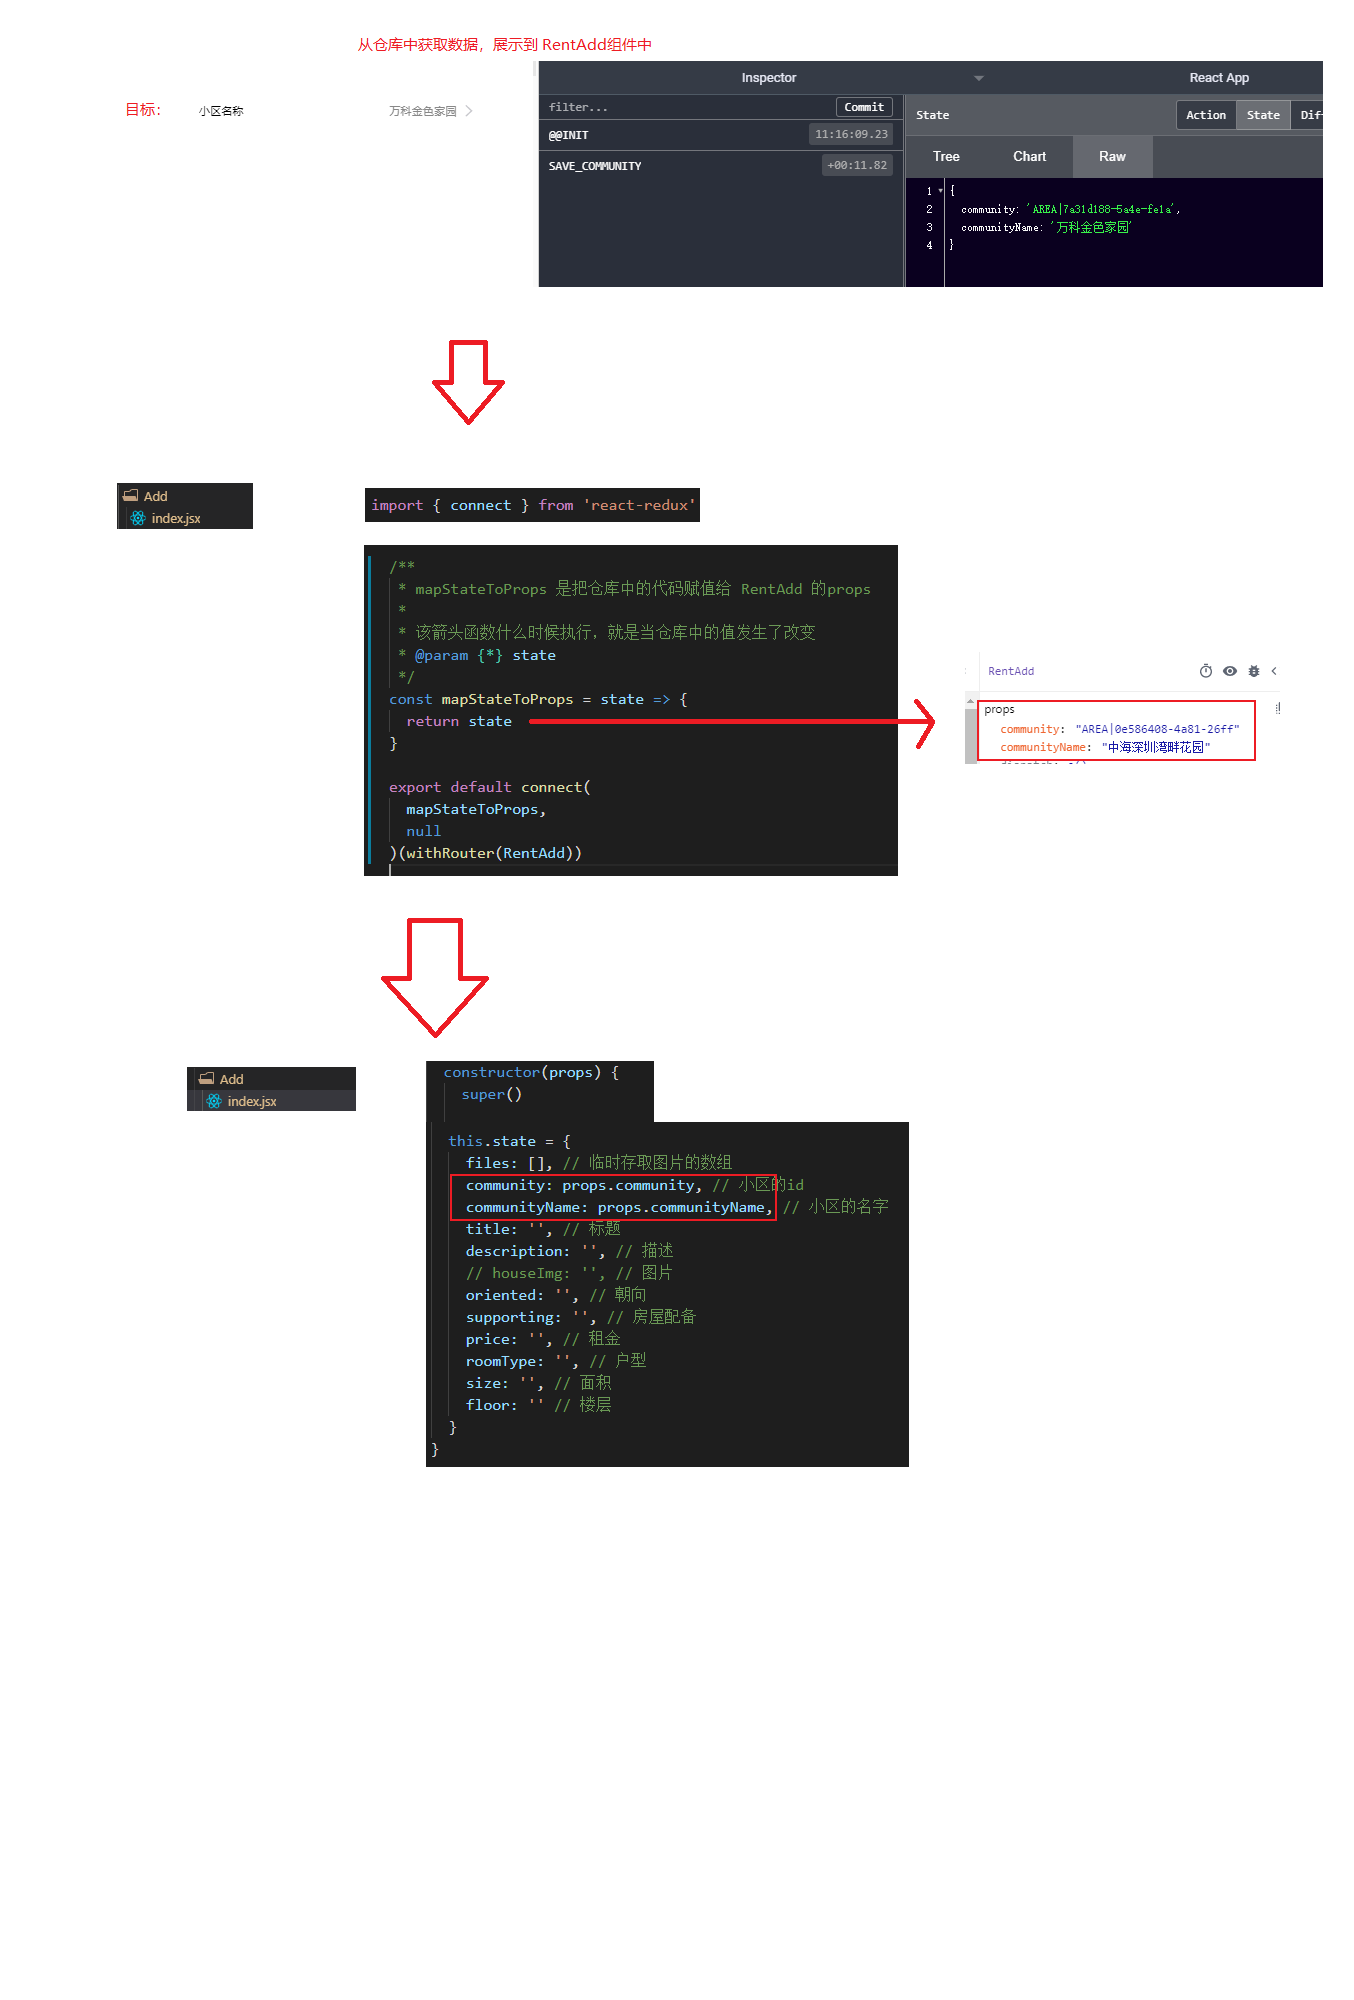 从仓库中获取数据，展示到 RentAdd组件中
目标：
小区名称
万科金色家园
Inspector
React App
filter...
Commit
@@INIT
11:16:09.23
SAVE_COMMUNITY
+00:11.82
State
Action
State
Dif
Tree
Chart
Raw
1 {
2 community: 'AREA|7a31d188-5a4e-fe1a',
3 communityName: '万科金色家园'
4 }
Add
index.jsx
import { connect } from 'react-redux'
/**
* mapStateToProps 是把仓库中的代码赋值给 RentAdd 的props
*
* 该箭头函数什么时候执行，就是当仓库中的值发生了改变
* @param {*} state
*/
const mapStateToProps = state => {
return state
}
export default connect(
mapStateToProps,
null
)(withRouter(RentAdd))
RentAdd
props
community: "AREA|0e586408-4a81-26ff"
communityName: "中海深圳湾畔花园"
Add
index.jsx
constructor(props) {
super()
this.state = {
files: [], // 临时存取图片的数组
community: props.community, // 小区的id
communityName: props.communityName, // 小区的名字
title: '', // 标题
description: '', // 描述
// houseImg: '', // 图片
oriented: '', // 朝向
supporting: '', // 房屋配备
price: '', // 租金
roomType: '', // 户型
size: '', // 面积
floor: '' // 楼层
}
}